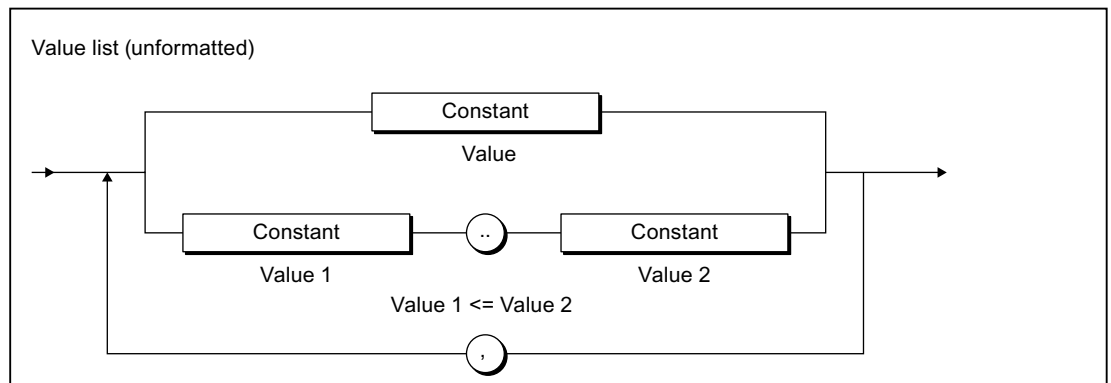 Value list (unformatted)
Constant
Value
Constant
..
Constant
Value 1
Value 2
Value 1 <= Value 2
,